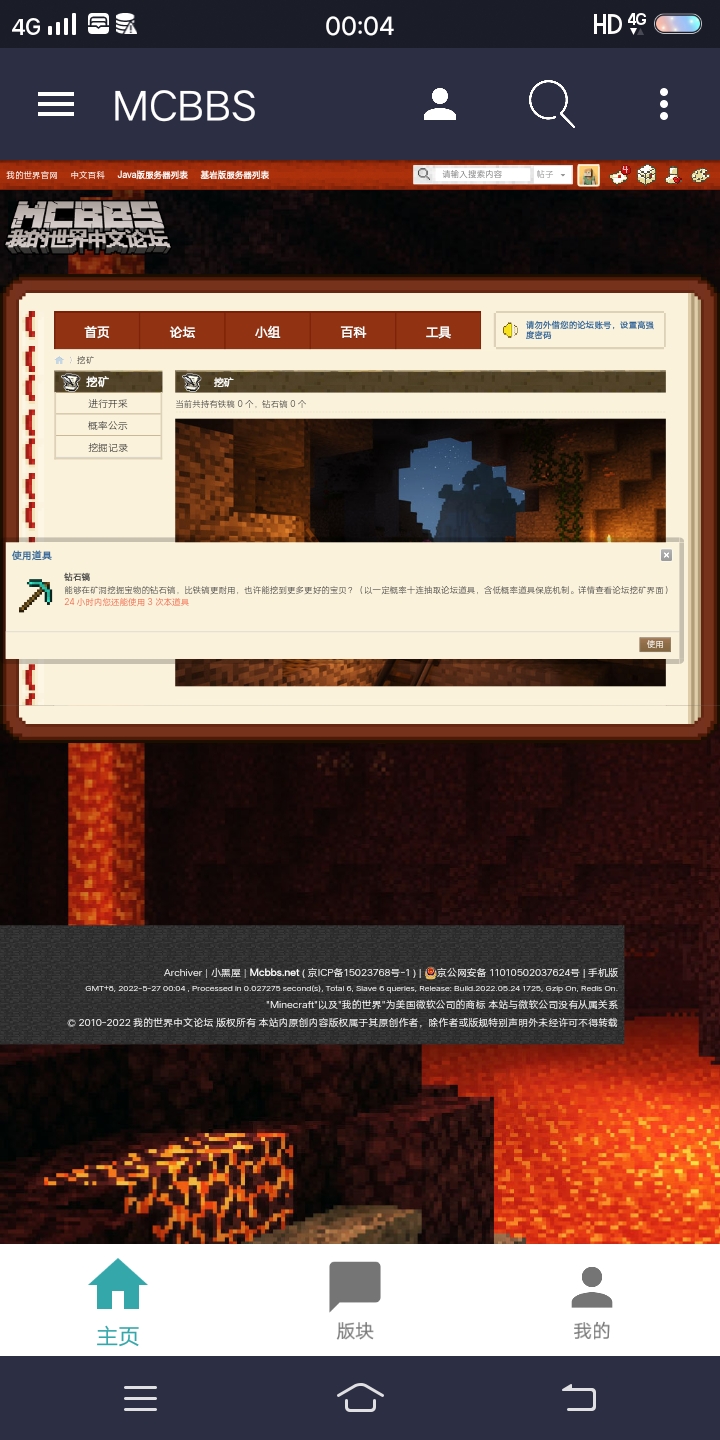 4G 00:04 HD 4G
MCBBS
我的世界官网 中文百科 Java版服务器列表 基岩版服务器列表 请输入搜索内容 帖子 4
MCBBS
我的世界中文论坛
首页 论坛 小组 百科 工具
请勿外借您的论坛账号，设置高强
度密码
挖矿
挖矿
进行开采
概率公示
挖掘记录
挖矿
当前共持有铁镐 0 个，钻石镐 0 个
使用道具
钻石镐
能够在矿洞挖掘宝物的钻石镐，比铁镐更耐用，也许能挖到更多更好的宝贝？（以一定概率十连抽取论坛道具，含低概率道具保底机制。详情查看论坛挖矿界面）
24 小时内您还能使用 3 次本道具
使用
Archiver | 小黑屋 | Mcbbs.net ( 京ICP备15023768号-1 ) | 京公网安备 11010502037624号 | 手机版
GMT+8, 2022-5-27 00:04 , Processed in 0.027275 second(s), Total 6, Slave 6 queries, Release: Build.2022.05.24 1725, Gzip On, Redis On.
"Minecraft"以及"我的世界"为美国微软公司的商标 本站与微软公司没有从属关系
© 2010-2022 我的世界中文论坛 版权所有 本站内原创内容版权属于其原创作者，除作者或版规特别声明外未经许可不得转载
主页 版块 我的